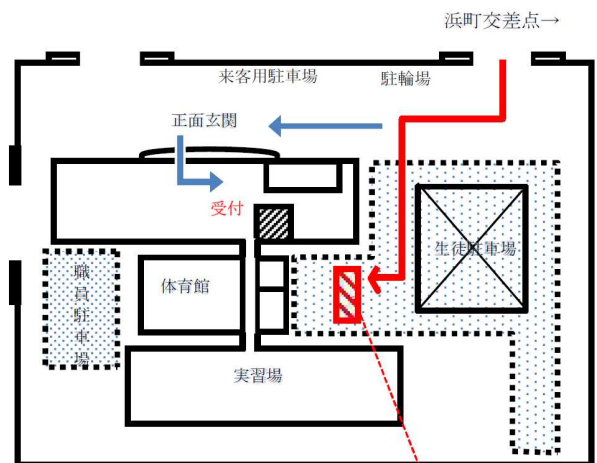 浜町交差点→
来客用駐車場
駐輪場
正面玄関
受付
生徒駐車場
体育館
職員駐車場
実習場